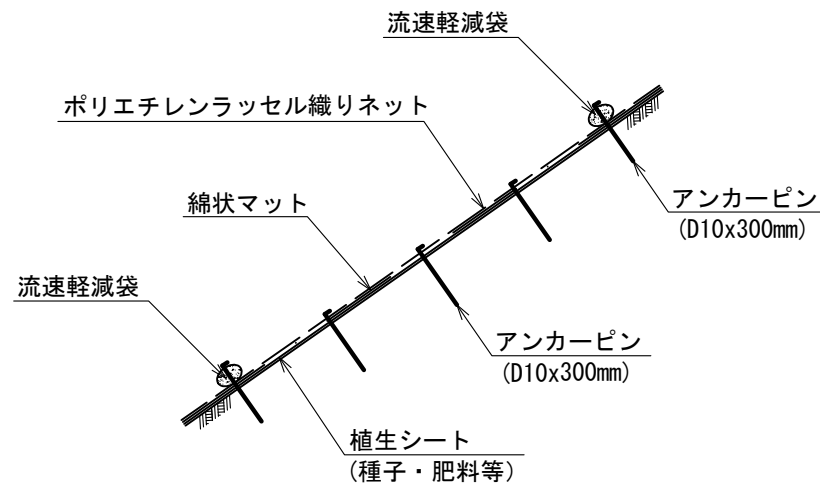 流速軽減袋
ポリエチレンラッセル織りネット
アンカーピン
(D10x300mm)
綿状マット
流速軽減袋
アンカーピン
(D10x300mm)
植生シート
(種子・肥料等)